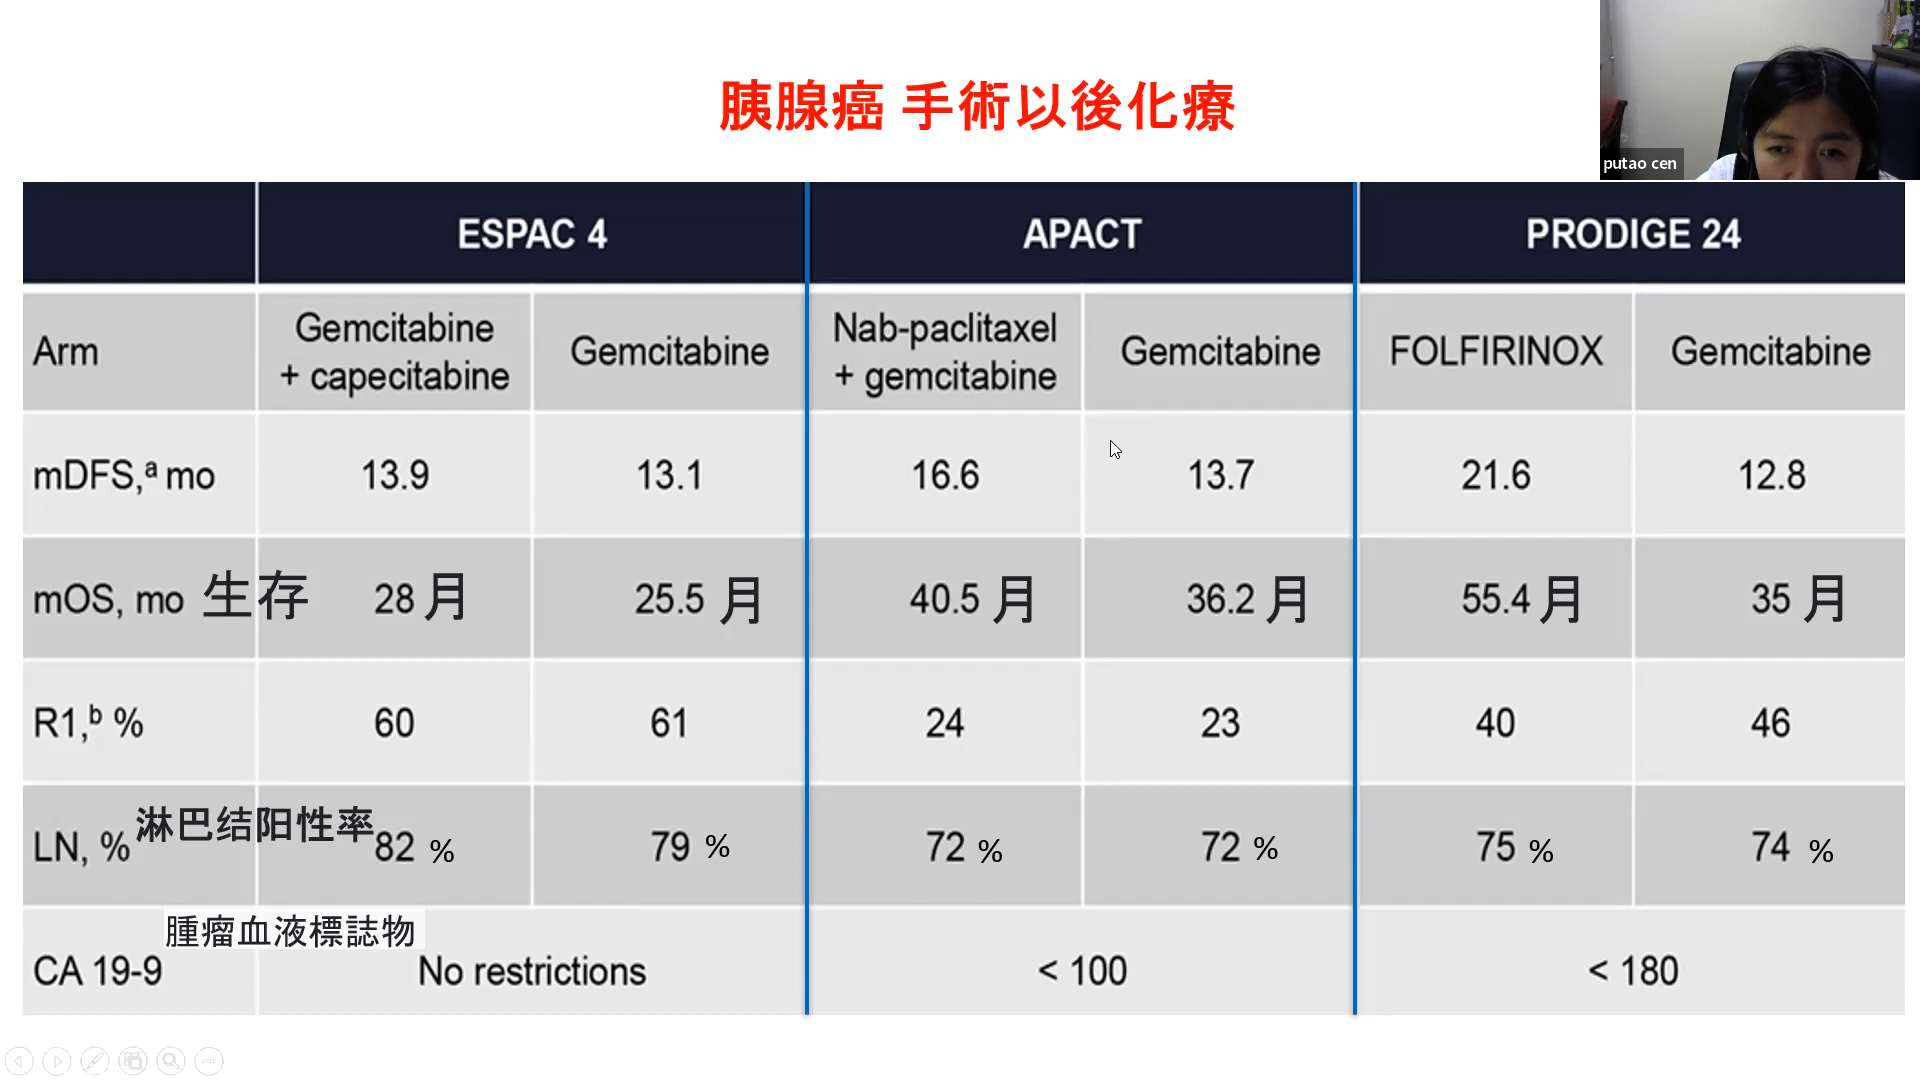 胰腺癌 手術以後化療
putao cen
ESPAC 4 APACT PRODIGE 24
Arm Gemcitabine + capecitabine Gemcitabine Nab-paclitaxel + gemcitabine Gemcitabine FOLFIRINOX Gemcitabine
mDFS,ᵃ mo 13.9 13.1 16.6 13.7 21.6 12.8
mOS, mo 生存 28 月 25.5 月 40.5 月 36.2 月 55.4 月 35 月
R1,ᵇ % 60 61 24 23 40 46
LN, % 淋巴结阳性率 82 % 79 % 72 % 72 % 75 % 74 %
腫瘤血液標誌物
CA 19-9 No restrictions < 100 < 180